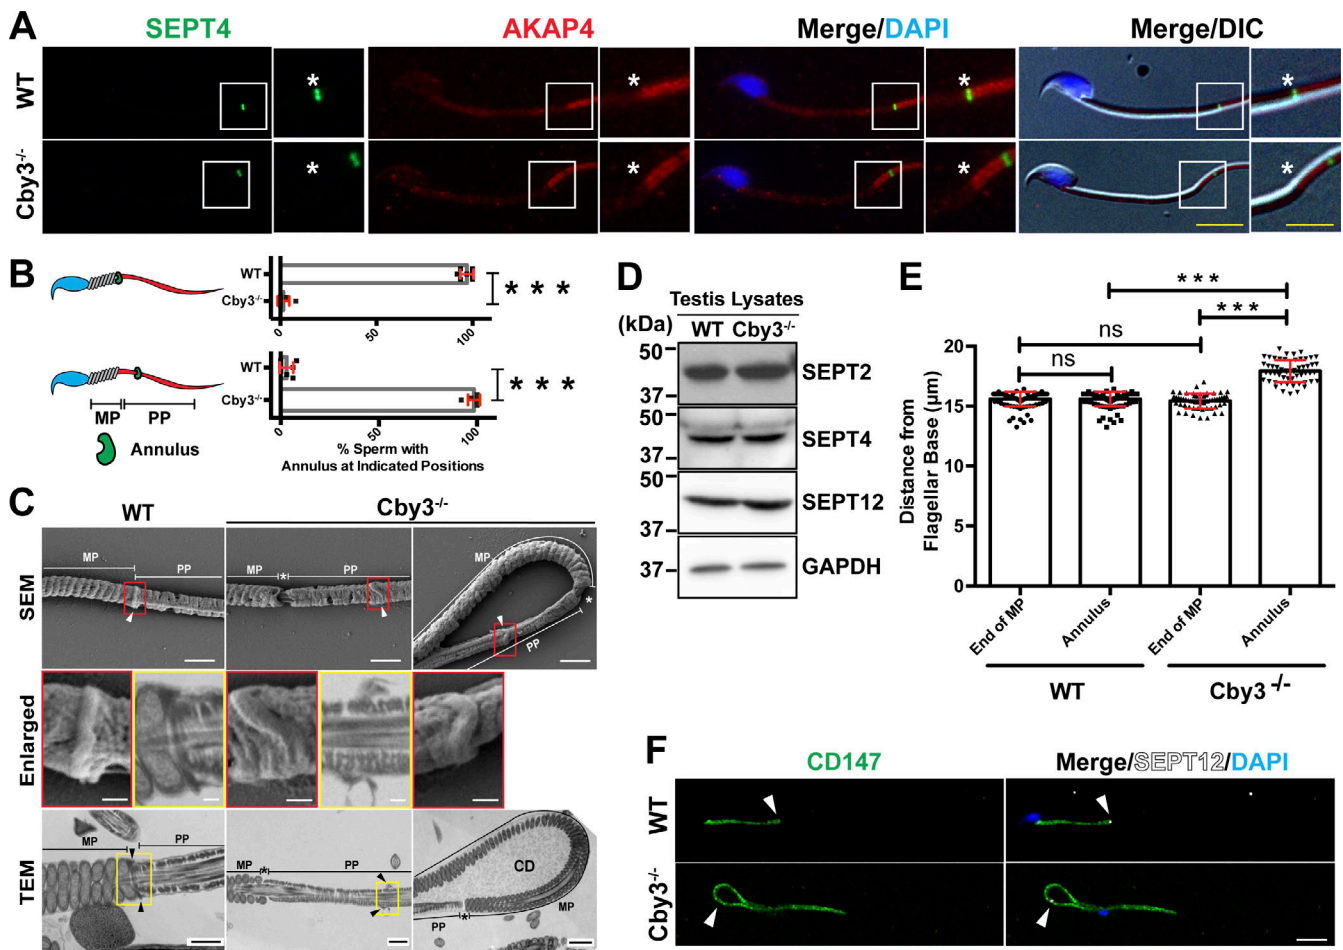 A
SEPT4 AKAP4 Merge/DAPI Merge/DIC
WT
* * * *
Cby3-/-
* * * *
B
WT
Cby3-/-
0 50 100
* * *
WT
Cby3-/-
0 50 100
* * *
MP PP
Annulus
% Sperm with
Annulus at Indicated Positions
C
WT Cby3-/-
SEM
MP PP
MP * PP
MP * PP
Enlarged
TEM
MP PP
MP * PP
CD
PP * MP
D
Testis Lysates
(kDa) WT Cby3-/-
50
37
SEPT2
50
37
SEPT4
50
37
SEPT12
37
GAPDH
E
* * *
* * *
ns
ns
Distance from
Flagellar Base (µm)
20
15
10
5
0
End of MP Annulus End of MP Annulus
WT Cby3 -/-
F
CD147 Merge/SEPT12/DAPI
WT
Cby3-/-